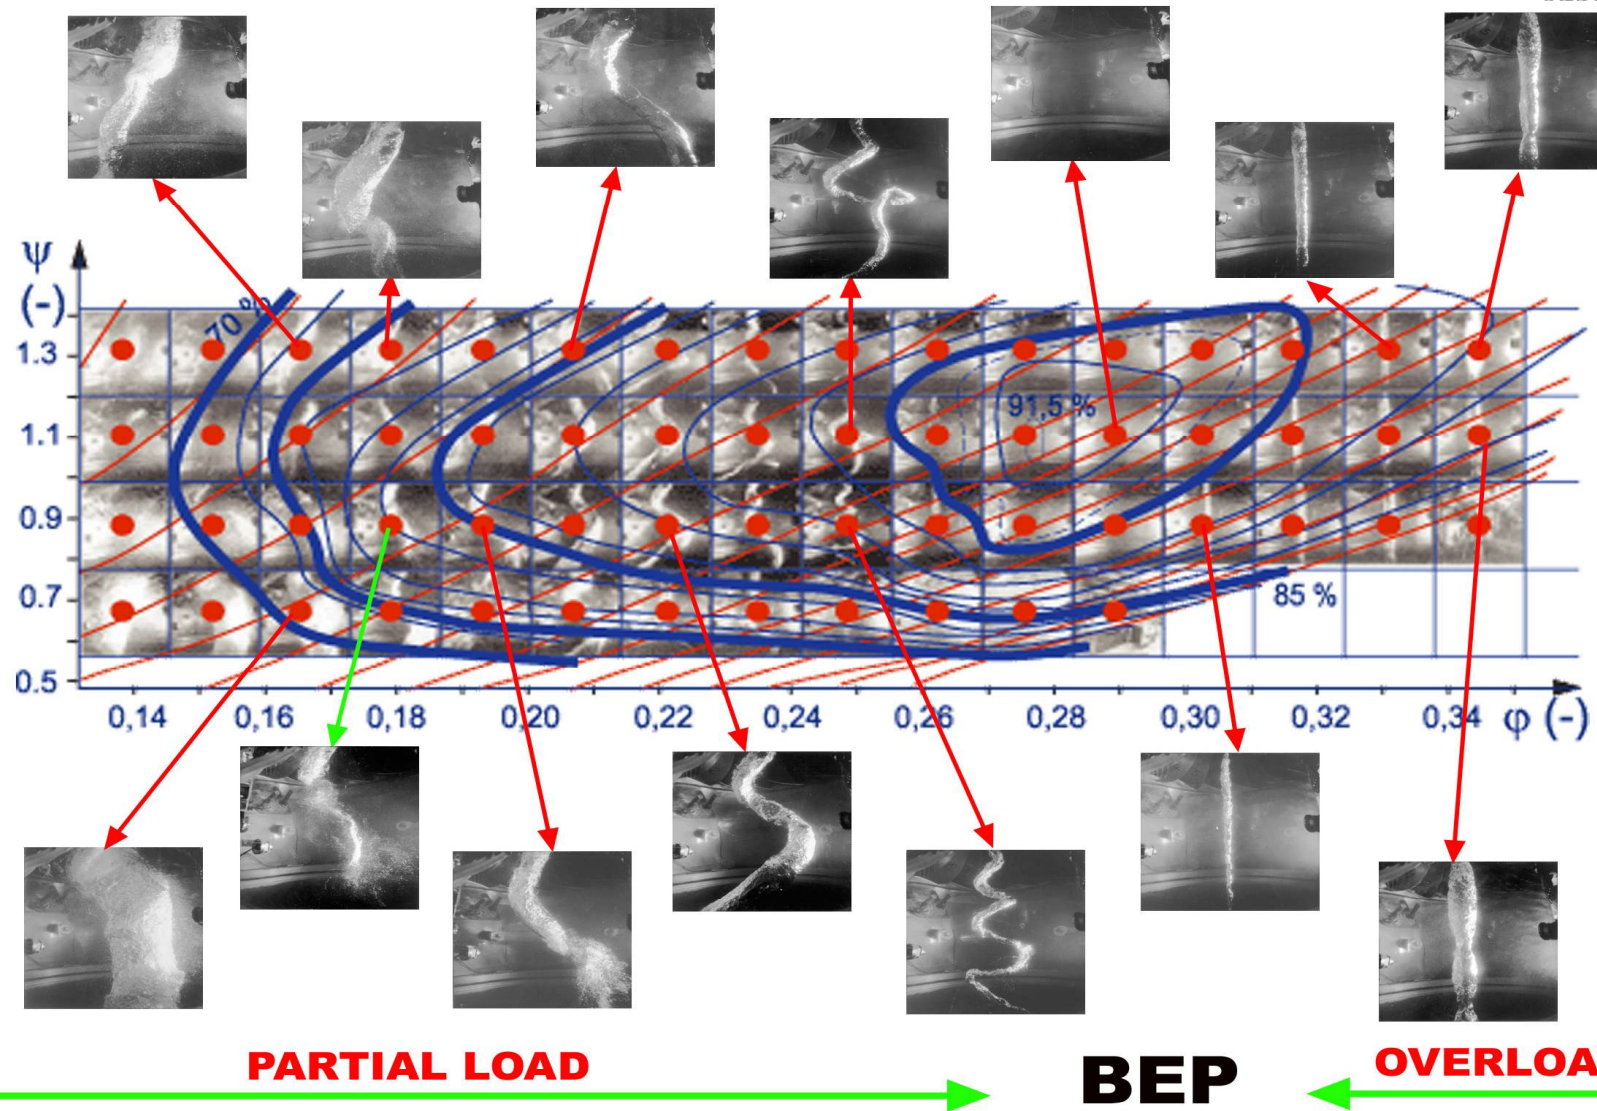 ψ
(-)
70 %
1.3
91,5 %
1.1
0.9
0.7
85 %
0.5
0,14 0,16 0,18 0,20 0,22 0,24 0,26 0,28 0,30 0,32 0,34 φ (-)
PARTIAL LOAD
BEP
OVERLOA